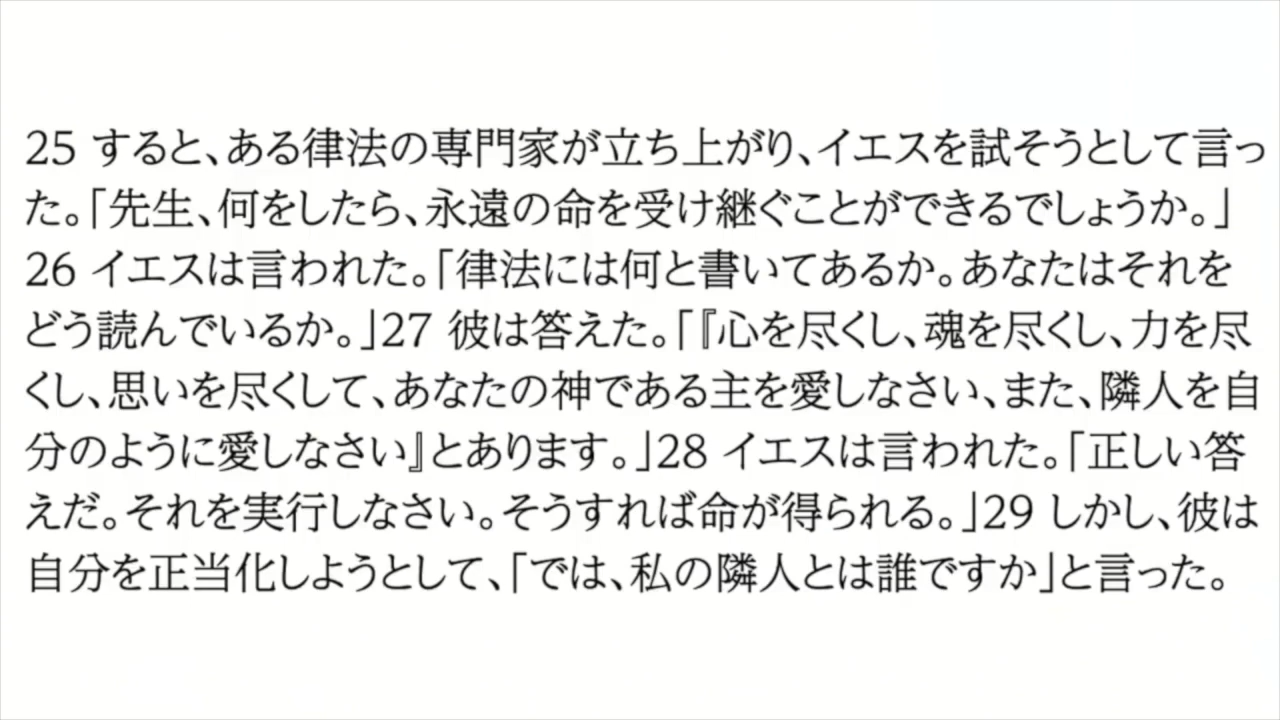 25 すると、ある律法の専門家が立ち上がり、イエスを試そうとして言っ
た。「先生、何をしたら、永遠の命を受け継ぐことができるでしょうか。」
26 イエスは言われた。「律法には何と書いてあるか。あなたはそれを
どう読んでいるか。」27 彼は答えた。「『心を尽くし、魂を尽くし、力を尽
くし、思いを尽くして、あなたの神である主を愛しなさい、また、隣人を自
分のように愛しなさい』とあります。」28 イエスは言われた。「正しい答
えだ。それを実行しなさい。そうすれば命が得られる。」29 しかし、彼は
自分を正当化しようとして、「では、私の隣人とは誰ですか」と言った。